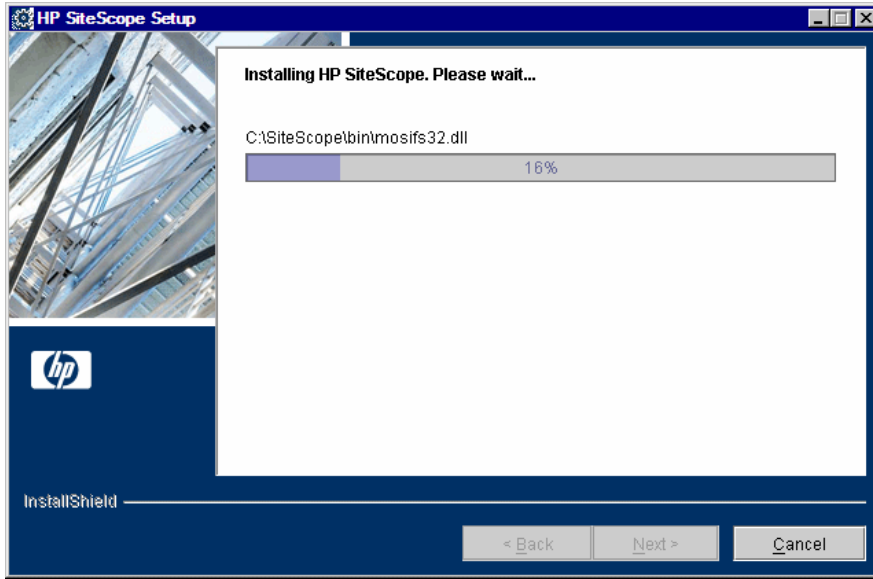 HP SiteScope Setup
Installing HP SiteScope. Please wait...
C:\SiteScope\bin\mosifs32.dll
16%
hp
InstallShield
< Back
Next >
Cancel